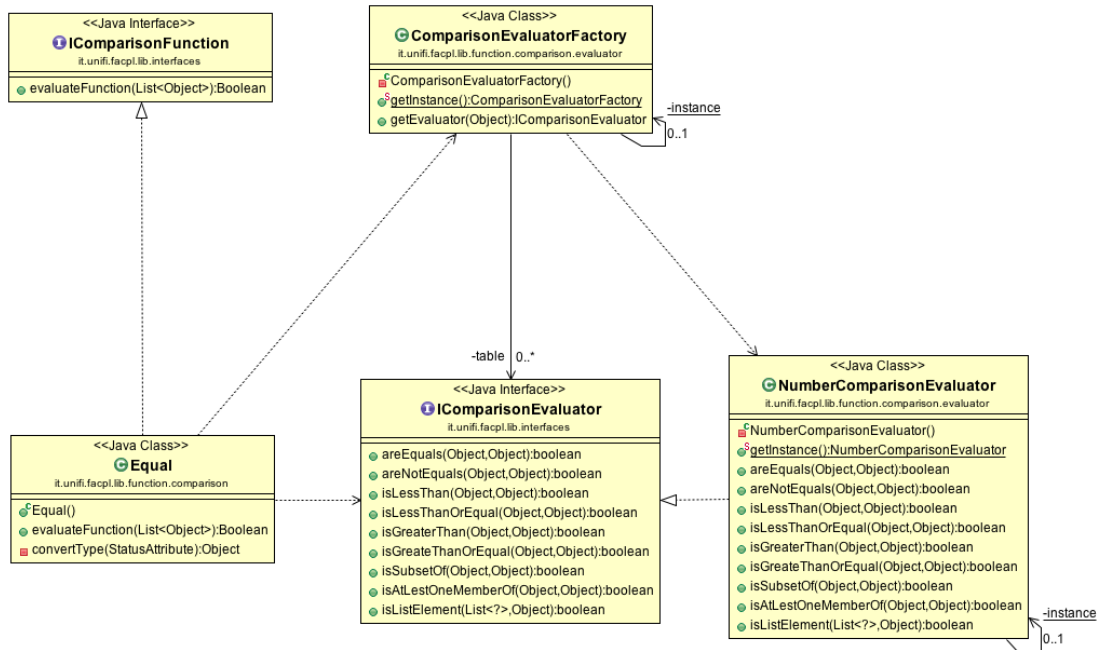 <<Java Interface>>
IComparisonFunction
it.unifi.facpl.lib.interfaces
evaluateFunction(List<Object>):Boolean
<<Java Class>>
ComparisonEvaluatorFactory
it.unifi.facpl.lib.function.comparison.evaluator
ComparisonEvaluatorFactory()
getInstance():ComparisonEvaluatorFactory
getEvaluator(Object):IComparisonEvaluator
-instance
0..1
-table 0..*
<<Java Class>>
Equal
it.unifi.facpl.lib.function.comparison
Equal()
evaluateFunction(List<Object>):Boolean
convertType(StatusAttribute):Object
<<Java Interface>>
IComparisonEvaluator
it.unifi.facpl.lib.interfaces
areEquals(Object,Object):boolean
areNotEquals(Object,Object):boolean
isLessThan(Object,Object):boolean
isLessThanOrEqual(Object,Object):boolean
isGreaterThan(Object,Object):boolean
isGreateThanOrEqual(Object,Object):boolean
isSubsetOf(Object,Object):boolean
isAtLestOneMemberOf(Object,Object):boolean
isListElement(List<?>,Object):boolean
<<Java Class>>
NumberComparisonEvaluator
it.unifi.facpl.lib.function.comparison.evaluator
NumberComparisonEvaluator()
getInstance():NumberComparisonEvaluator
areEquals(Object,Object):boolean
areNotEquals(Object,Object):boolean
isLessThan(Object,Object):boolean
isLessThanOrEqual(Object,Object):boolean
isGreaterThan(Object,Object):boolean
isGreateThanOrEqual(Object,Object):boolean
isSubsetOf(Object,Object):boolean
isAtLestOneMemberOf(Object,Object):boolean
isListElement(List<?>,Object):boolean
-instance
0..1